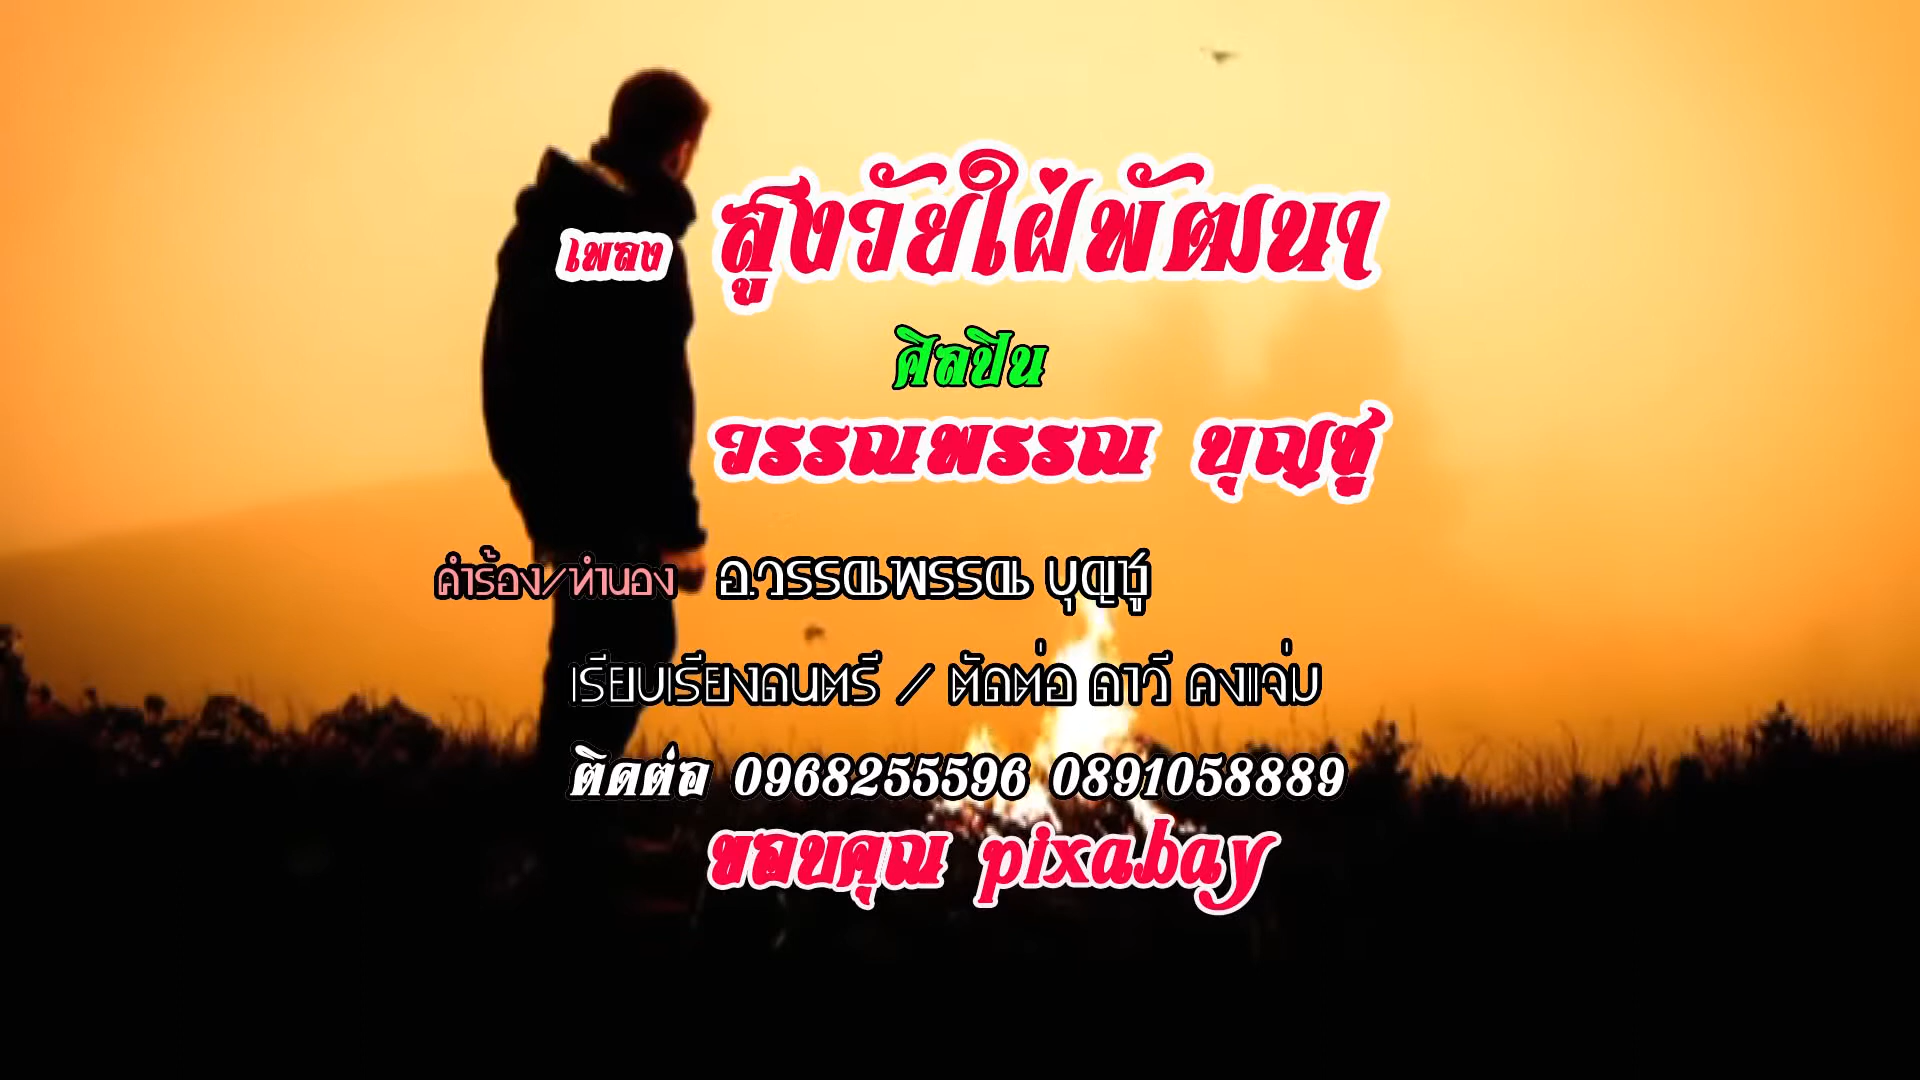 เพลง สูงวัยใฝ่พัฒนา
ศิลปิน
วรรณพรรณ บุญชู
คำร้อง/ทำนอง อ.วรรณพรรณ บุญชู
เรียบเรียงดนตรี / ตัดต่อ ดาวี คงแจ่ม
ติดต่อ 0968255596 0891058889
ขอบคุณ pixabay